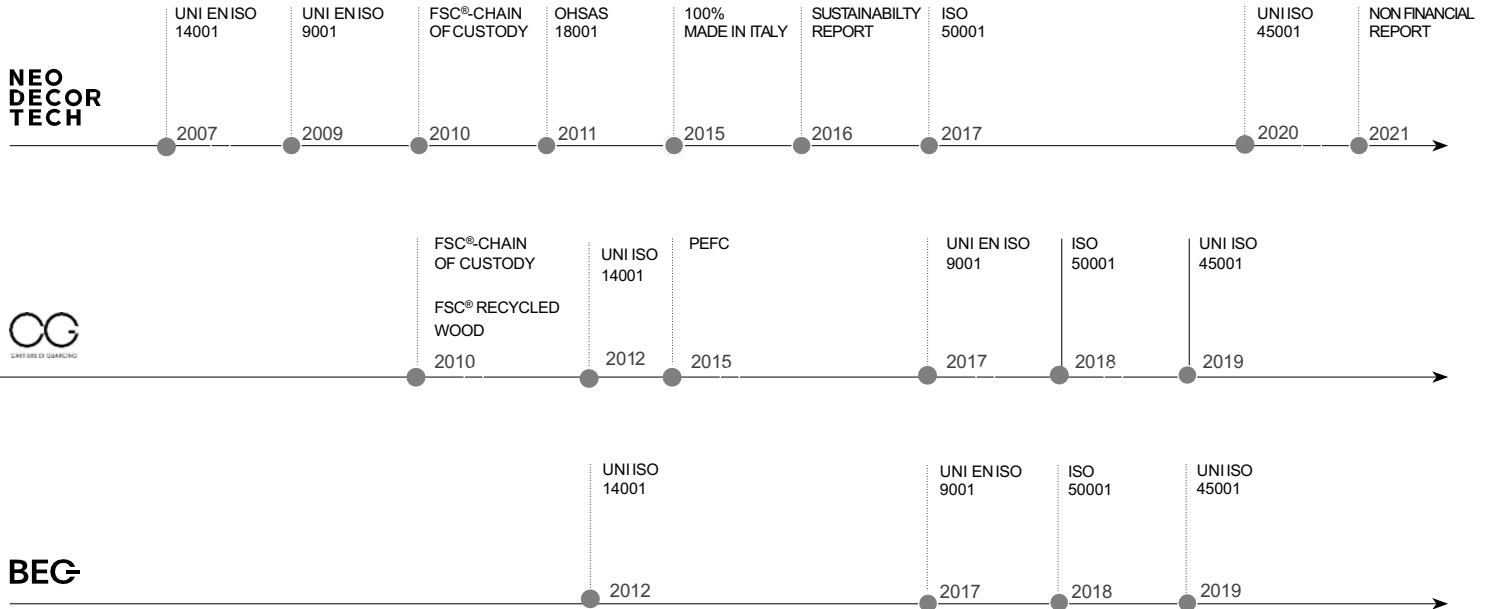 UNI EN ISO
14001
UNI EN ISO
9001
FSC®-CHAIN
OF CUSTODY
OHSAS
18001
100%
MADE IN ITALY
SUSTAINABILTY
REPORT
ISO
50001
UNI ISO
45001
NON FINANCIAL
REPORT
NEO
DECOR
TECH
2007
2009
2010
2011
2015
2016
2017
2020
2021
FSC®-CHAIN
OF CUSTODY
FSC® RECYCLED
WOOD
UNI ISO
14001
PEFC
UNI EN ISO
9001
ISO
50001
UNI ISO
45001
CG
CARTIERE DI GUARCINO
2010
2012
2015
2017
2018
2019
UNI ISO
14001
UNI EN ISO
9001
ISO
50001
UNI ISO
45001
BEG
2012
2017
2018
2019